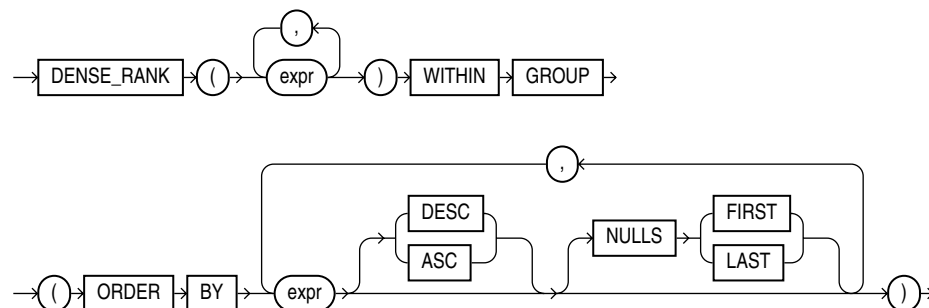 ,
DENSE_RANK ( expr ) WITHIN GROUP
,
DESC FIRST
NULLS
ASC LAST
( ORDER BY expr )